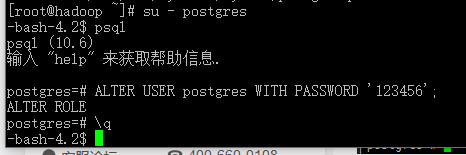 [root@hadoop ~]# su - postgres
-bash-4.2$ psql
psql (10.6)
输入 "help" 来获取帮助信息.
postgres=# ALTER USER postgres WITH PASSWORD '123456';
ALTER ROLE
postgres=# \q
-bash-4.2$
postgres=#
400-660-0108